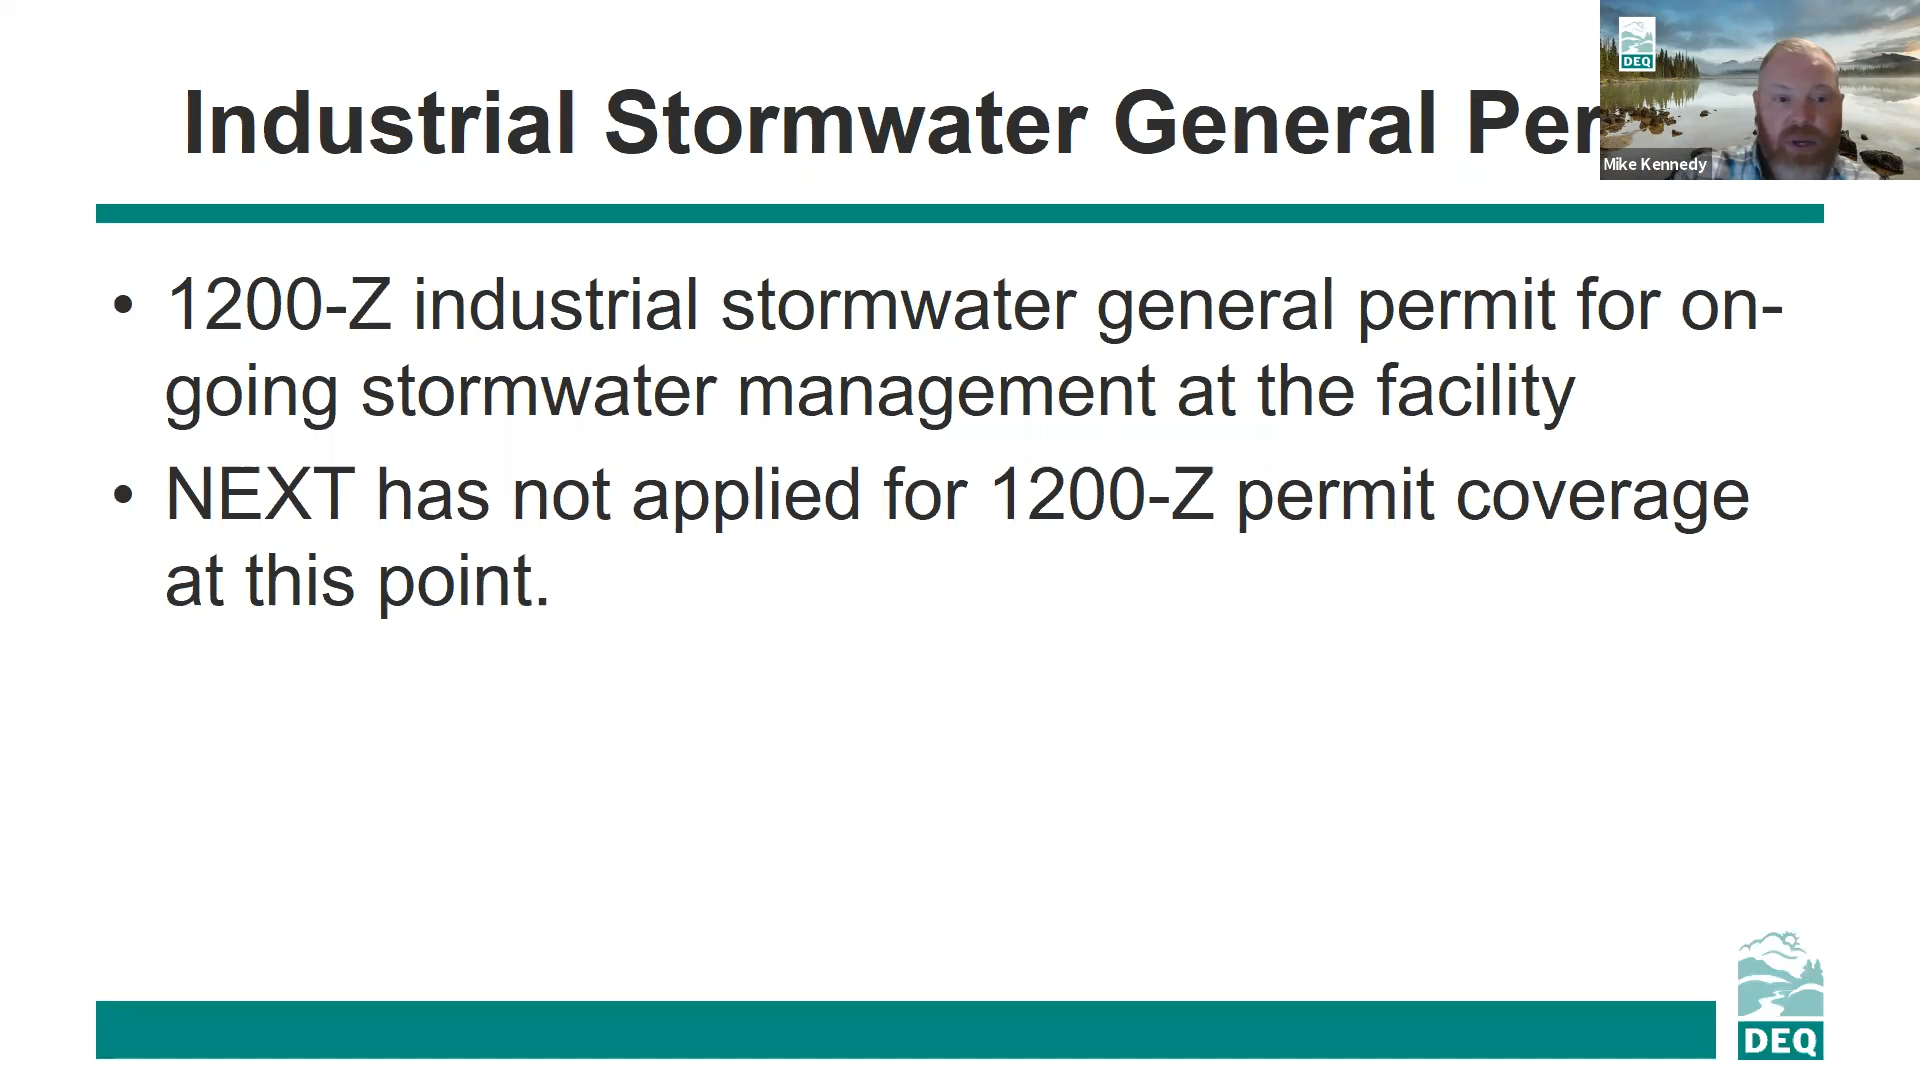 Industrial Stormwater General Per
DEQ
Mike Kennedy
• 1200-Z industrial stormwater general permit for on-
going stormwater management at the facility
• NEXT has not applied for 1200-Z permit coverage
at this point.
DEQ